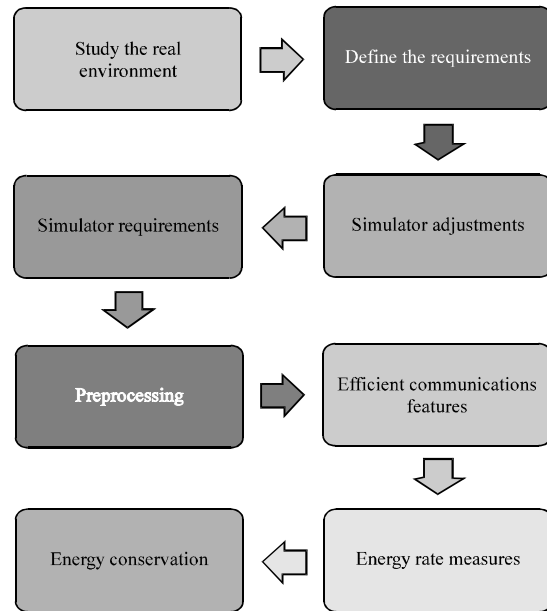 Study the real
environment
Define the requirements
Simulator requirements
Simulator adjustments
Preprocessing
Efficient communications
features
Energy conservation
Energy rate measures